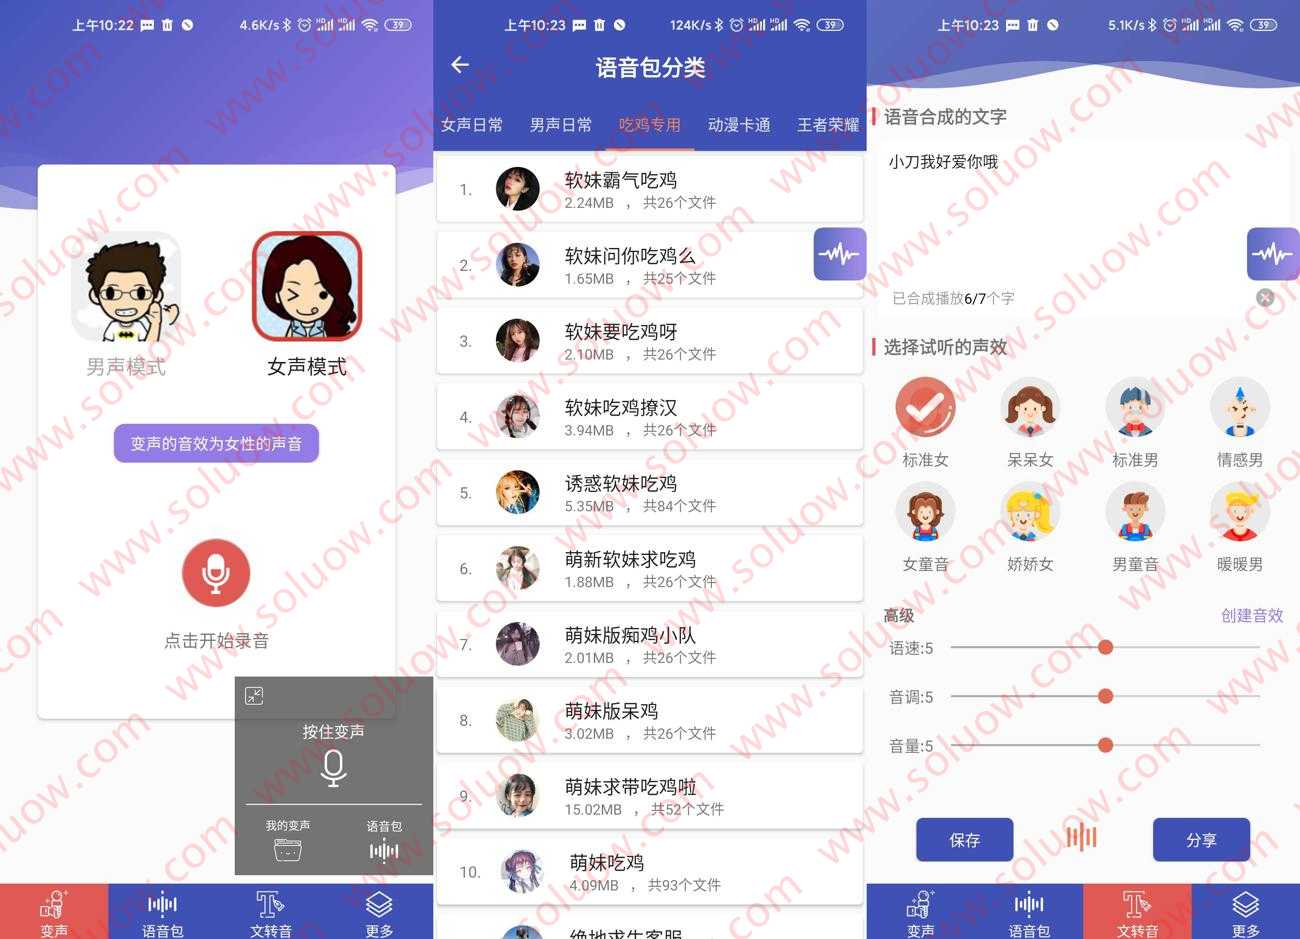 上午10:22
4.6K/s
39
男声模式
女声模式
变声的音效为女性的声音
点击开始录音
按住变声
我的变声
语音包
变声
语音包
文转音
更多
上午10:23
124K/s
39
语音包分类
女声日常
男声日常
吃鸡专用
动漫卡通
王者荣耀
1.
软妹霸气吃鸡
2.24MB ， 共26个文件
2.
软妹问你吃鸡么
1.65MB ， 共25个文件
3.
软妹要吃鸡呀
2.10MB ， 共26个文件
4.
软妹吃鸡撩汉
3.94MB ， 共26个文件
5.
诱惑软妹吃鸡
5.35MB ， 共84个文件
6.
萌新软妹求吃鸡
1.88MB ， 共26个文件
7.
萌妹版痴鸡小队
2.01MB ， 共26个文件
8.
萌妹版呆鸡
3.02MB ， 共26个文件
9.
萌妹求带吃鸡啦
15.02MB ， 共52个文件
10.
萌妹吃鸡
4.09MB ， 共93个文件
绝地求生客服
上午10:23
5.1K/s
39
语音合成的文字
小刀我好爱你哦
已合成播放6/7个字
选择试听的声效
标准女
呆呆女
标准男
情感男
女童音
娇娇女
男童音
暖暖男
高级
创建音效
语速:5
音调:5
音量:5
保存
分享
变声
语音包
文转音
更多
www.soluow.com